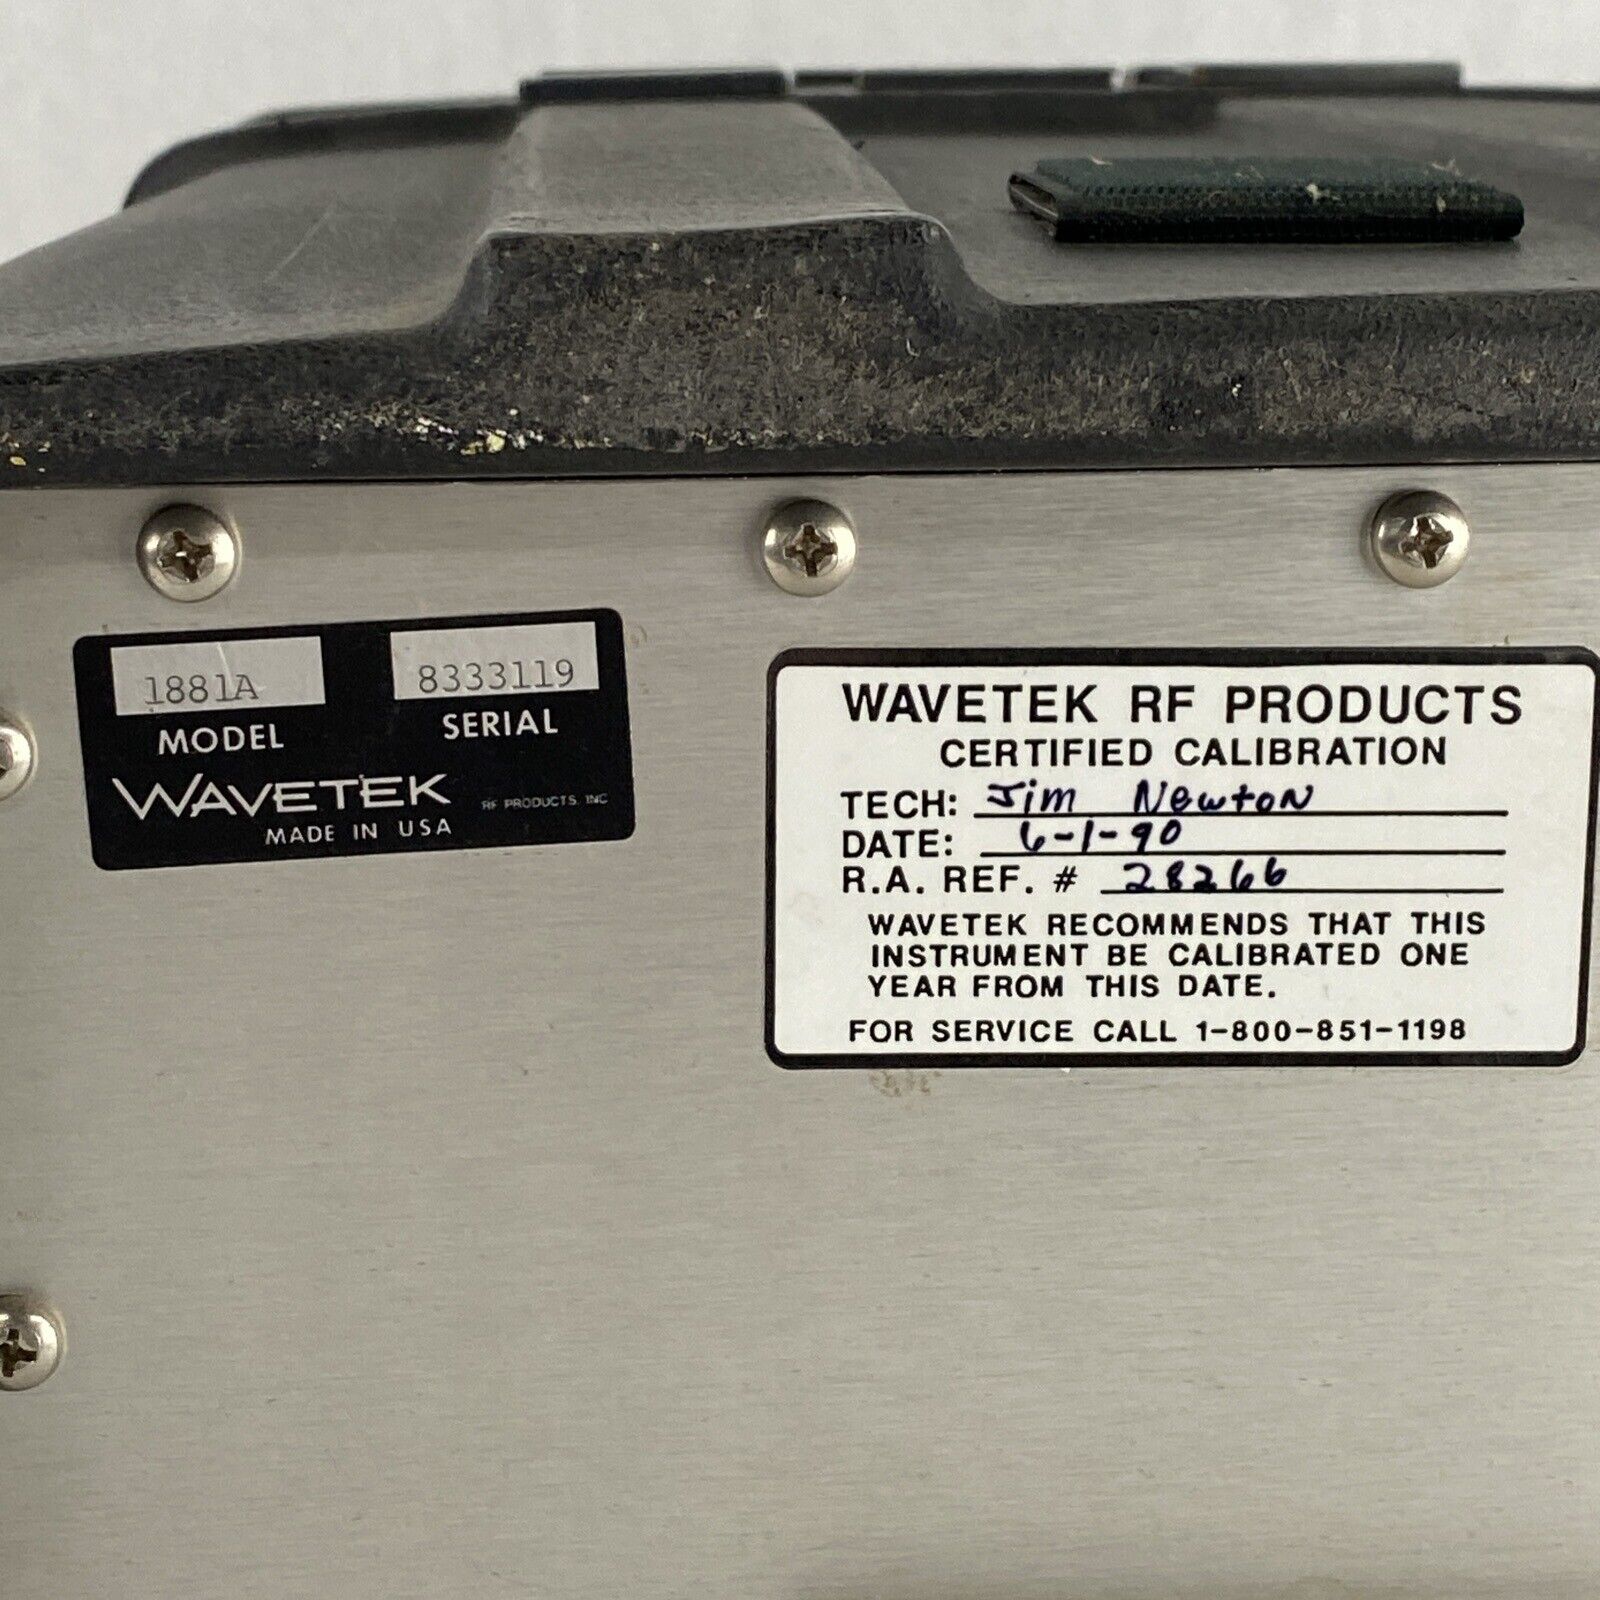 1881A
MODEL
8333119
SERIAL
WAVETEK RF PRODUCTS INC
MADE IN USA
WAVETEK RF PRODUCTS
CERTIFIED CALIBRATION
TECH: Jim Newton
DATE: 6-1-90
R.A. REF. # 28266
WAVETEK RECOMMENDS THAT THIS
INSTRUMENT BE CALIBRATED ONE
YEAR FROM THIS DATE.
FOR SERVICE CALL 1-800-851-1198